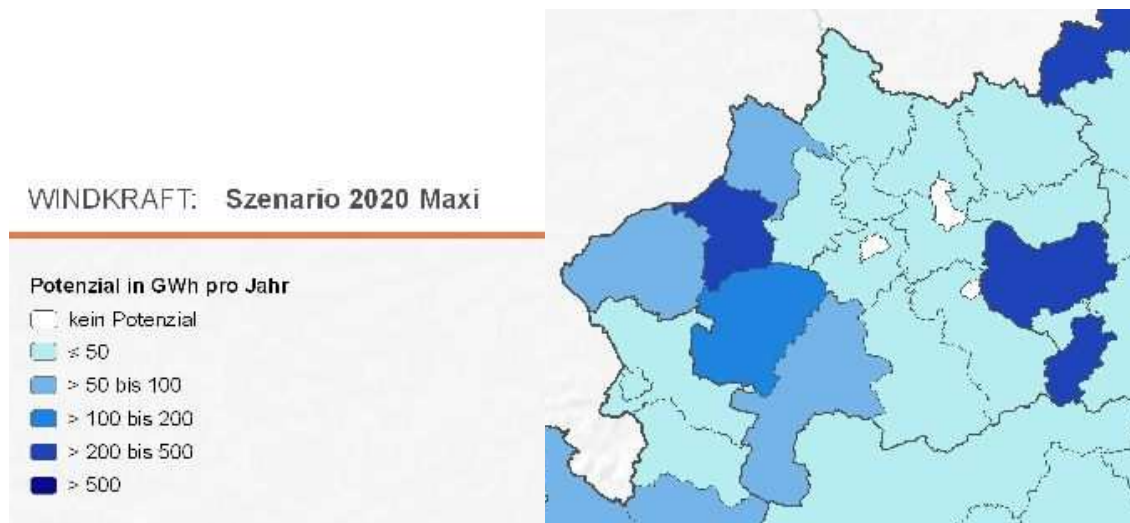 WINDKRAFT: Szenario 2020 Maxi
Potenzial in GWh pro Jahr
kein Potenzial
≤ 50
> 50 bis 100
> 100 bis 200
> 200 bis 500
> 500